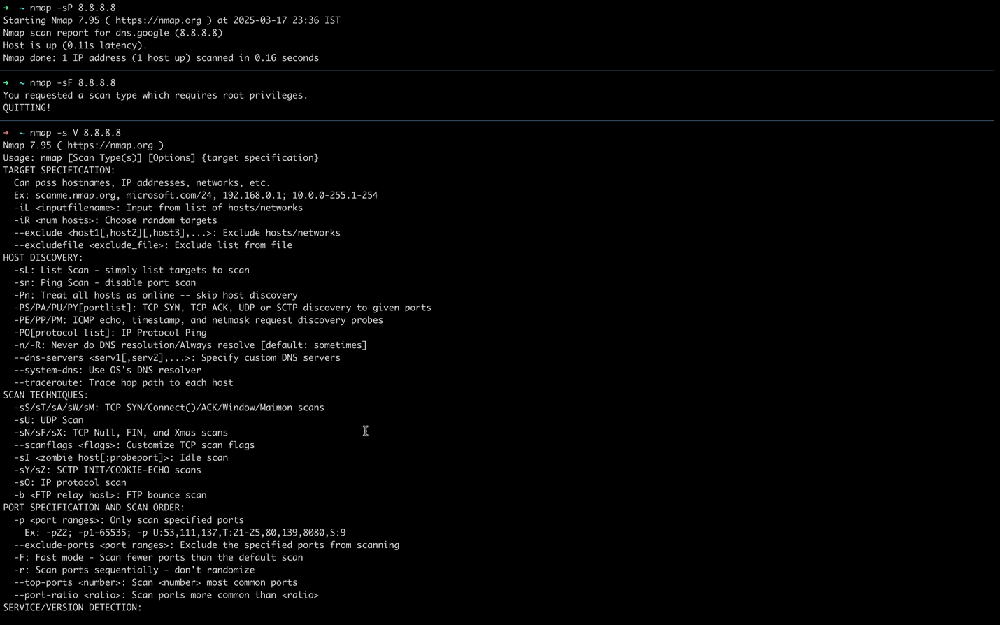 ➜  ~ nmap -sP 8.8.8.8
Starting Nmap 7.95 ( https://nmap.org ) at 2025-03-17 23:36 IST
Nmap scan report for dns.google (8.8.8.8)
Host is up (0.11s latency).
Nmap done: 1 IP address (1 host up) scanned in 0.16 seconds
➜  ~ nmap -sF 8.8.8.8
You requested a scan type which requires root privileges.
QUITTING!
➜  ~ nmap -s V 8.8.8.8
Nmap 7.95 ( https://nmap.org )
Usage: nmap [Scan Type(s)] [Options] {target specification}
TARGET SPECIFICATION:
  Can pass hostnames, IP addresses, networks, etc.
  Ex: scanme.nmap.org, microsoft.com/24, 192.168.0.1; 10.0.0-255.1-254
  -iL <inputfilename>: Input from list of hosts/networks
  -iR <num hosts>: Choose random targets
  --exclude <host1[,host2][,host3],...>: Exclude hosts/networks
  --excludefile <exclude_file>: Exclude list from file
HOST DISCOVERY:
  -sL: List Scan - simply list targets to scan
  -sn: Ping Scan - disable port scan
  -Pn: Treat all hosts as online -- skip host discovery
  -PS/PA/PU/PY[portlist]: TCP SYN, TCP ACK, UDP or SCTP discovery to given ports
  -PE/PP/PM: ICMP echo, timestamp, and netmask request discovery probes
  -PO[protocol list]: IP Protocol Ping
  -n/-R: Never do DNS resolution/Always resolve [default: sometimes]
  --dns-servers <serv1[,serv2],...>: Specify custom DNS servers
  --system-dns: Use OS's DNS resolver
  --traceroute: Trace hop path to each host
SCAN TECHNIQUES:
  -sS/sT/sA/sW/sM: TCP SYN/Connect()/ACK/Window/Maimon scans
  -sU: UDP Scan
  -sN/sF/sX: TCP Null, FIN, and Xmas scans
  --scanflags <flags>: Customize TCP scan flags
  -sI <zombie host[:probeport]>: Idle scan
  -sY/sZ: SCTP INIT/COOKIE-ECHO scans
  -sO: IP protocol scan
  -b <FTP relay host>: FTP bounce scan
PORT SPECIFICATION AND SCAN ORDER:
  -p <port ranges>: Only scan specified ports
    Ex: -p22; -p1-65535; -p U:53,111,137,T:21-25,80,139,8080,S:9
  --exclude-ports <port ranges>: Exclude the specified ports from scanning
  -F: Fast mode - Scan fewer ports than the default scan
  -r: Scan ports sequentially - don't randomize
  --top-ports <number>: Scan <number> most common ports
  --port-ratio <ratio>: Scan ports more common than <ratio>
SERVICE/VERSION DETECTION: